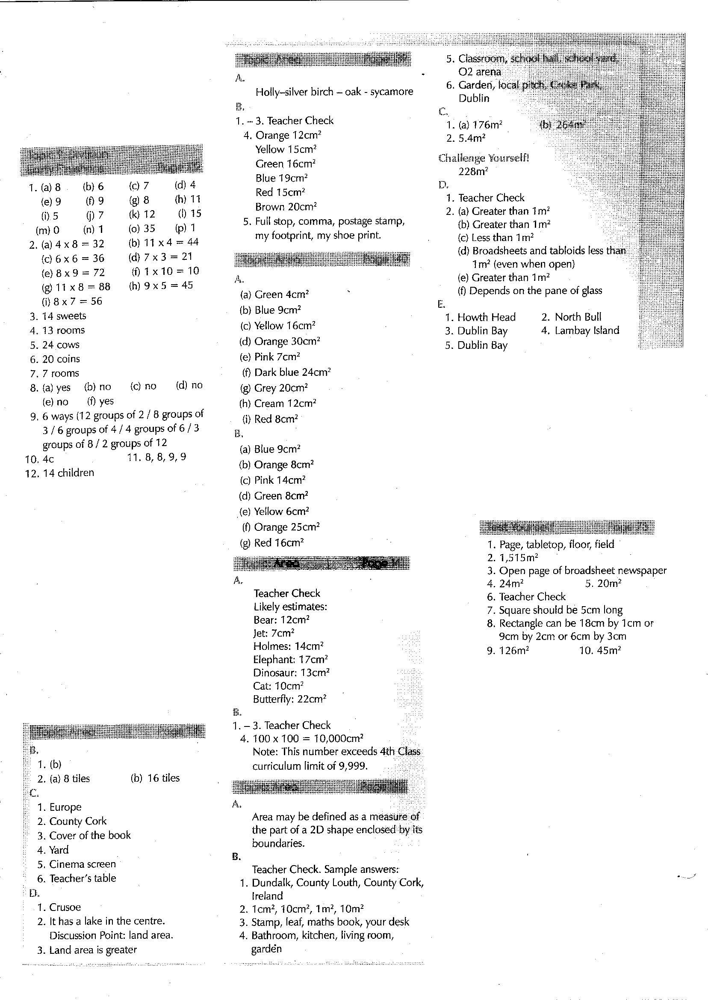 1. (a) 8 (b) 6 (c) 7 (d) 4
(e) 9 (f) 9 (g) 8 (h) 11
(i) 5 (j) 7 (k) 12 (l) 15
(m) 0 (n) 1 (o) 35 (p) 1
2. (a) 4 x 8 = 32 (b) 11 x 4 = 44
(c) 6 x 6 = 36 (d) 7 x 3 = 21
(e) 8 x 9 = 72 (f) 1 x 10 = 10
(g) 11 x 8 = 88 (h) 9 x 5 = 45
(i) 8 x 7 = 56
3. 14 sweets
4. 13 rooms
5. 24 cows
6. 20 coins
7. 7 rooms
8. (a) yes (b) no (c) no (d) no
(e) no (f) yes
9. 6 ways (12 groups of 2 / 8 groups of
3 / 6 groups of 4 / 4 groups of 6 / 3
groups of 8 / 2 groups of 12
10. 4c 11. 8, 8, 9, 9
12. 14 children
B.
1. (b)
2. (a) 8 tiles (b) 16 tiles
C.
1. Europe
2. County Cork
3. Cover of the book
4. Yard
5. Cinema screen
6. Teacher's table
D.
1. Crusoe
2. It has a lake in the centre.
Discussion Point: land area.
3. Land area is greater
Area Page
A.
Holly–silver birch – oak - sycamore
B.
1. – 3. Teacher Check
4. Orange 12cm²
Yellow 15cm²
Green 16cm²
Blue 19cm²
Red 15cm²
Brown 20cm²
5. Full stop, comma, postage stamp,
my footprint, my shoe print.
A.
(a) Green 4cm²
(b) Blue 9cm²
(c) Yellow 16cm²
(d) Orange 30cm²
(e) Pink 7cm²
(f) Dark blue 24cm²
(g) Grey 20cm²
(h) Cream 12cm²
(i) Red 8cm²
B.
(a) Blue 9cm²
(b) Orange 8cm²
(c) Pink 14cm²
(d) Green 8cm²
(e) Yellow 6cm²
(f) Orange 25cm²
(g) Red 16cm²
Area Page
A.
Teacher Check
Likely estimates:
Bear: 12cm²
Jet: 7cm²
Holmes: 14cm²
Elephant: 17cm²
Dinosaur: 13cm²
Cat: 10cm²
Butterfly: 22cm²
B.
1. – 3. Teacher Check
4. 100 x 100 = 10,000cm²
Note: This number exceeds 4th Class
curriculum limit of 9,999.
Area Page
A.
Area may be defined as a measure of
the part of a 2D shape enclosed by its
boundaries.
B.
Teacher Check. Sample answers:
1. Dundalk, County Louth, County Cork,
Ireland
2. 1cm², 10cm², 1m², 10m²
3. Stamp, leaf, maths book, your desk
4. Bathroom, kitchen, living room,
garden
5. Classroom, school hall, school yard,
O2 arena
6. Garden, local pitch, Croke Park,
Dublin
C.
1. (a) 176m² (b) 264m²
2. 5.4m²
Challenge Yourself!
228m²
D.
1. Teacher Check
2. (a) Greater than 1m²
(b) Greater than 1m²
(c) Less than 1m²
(d) Broadsheets and tabloids less than
1m² (even when open)
(e) Greater than 1m²
(f) Depends on the pane of glass
E.
1. Howth Head 2. North Bull
3. Dublin Bay 4. Lambay Island
5. Dublin Bay
1. Page, tabletop, floor, field
2. 1,515m²
3. Open page of broadsheet newspaper
4. 24m² 5. 20m²
6. Teacher Check
7. Square should be 5cm long
8. Rectangle can be 18cm by 1cm or
9cm by 2cm or 6cm by 3cm
9. 126m² 10. 45m²